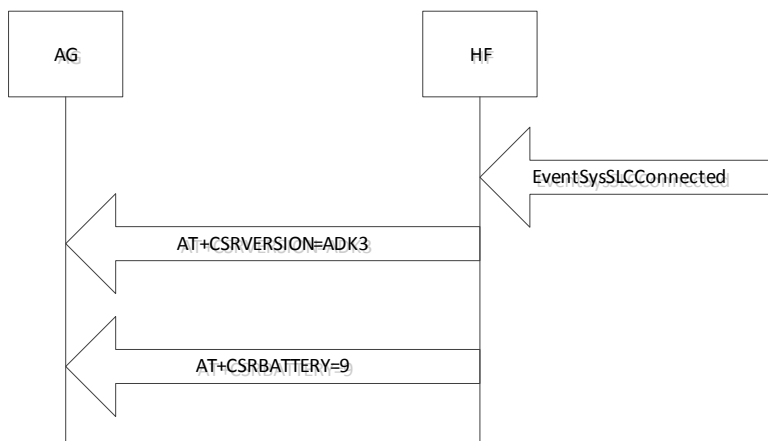 AG
HF
EventSysSLCConnected
AT+CSRVERSION=ADK3
AT+CSRBATTERY=9